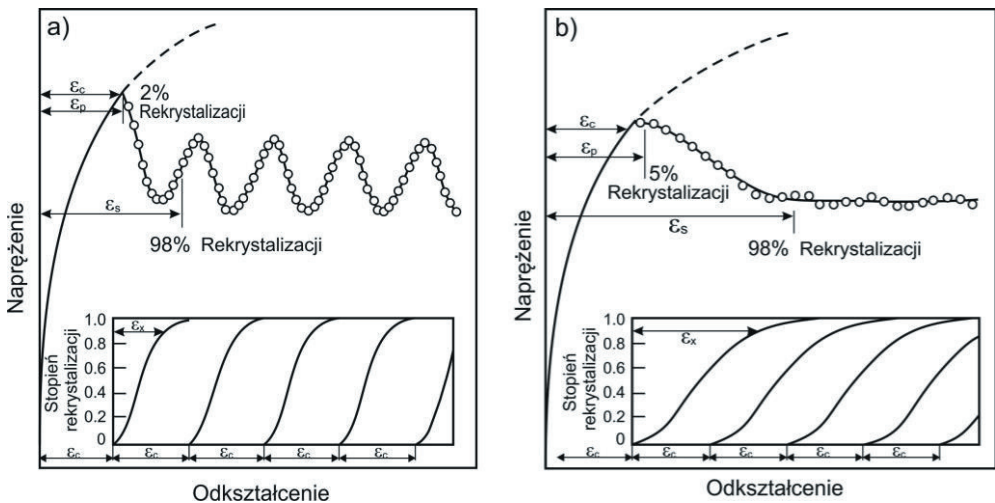 a)
Naprężenie
εc
εp
2%
Rekrystalizacji
εs
98% Rekrystalizacji
Stopień
rekrystalizacji
1.0
0.8
0.6
0.4
0.2
0
εx
εc εc εc εc εc
Odkształcenie
b)
Naprężenie
εc
εp
5%
Rekrystalizacji
εs
98% Rekrystalizacji
Stopień
rekrystalizacji
1.0
0.8
0.6
0.4
0.2
0
εx
εc εc εc εc εc
Odkształcenie